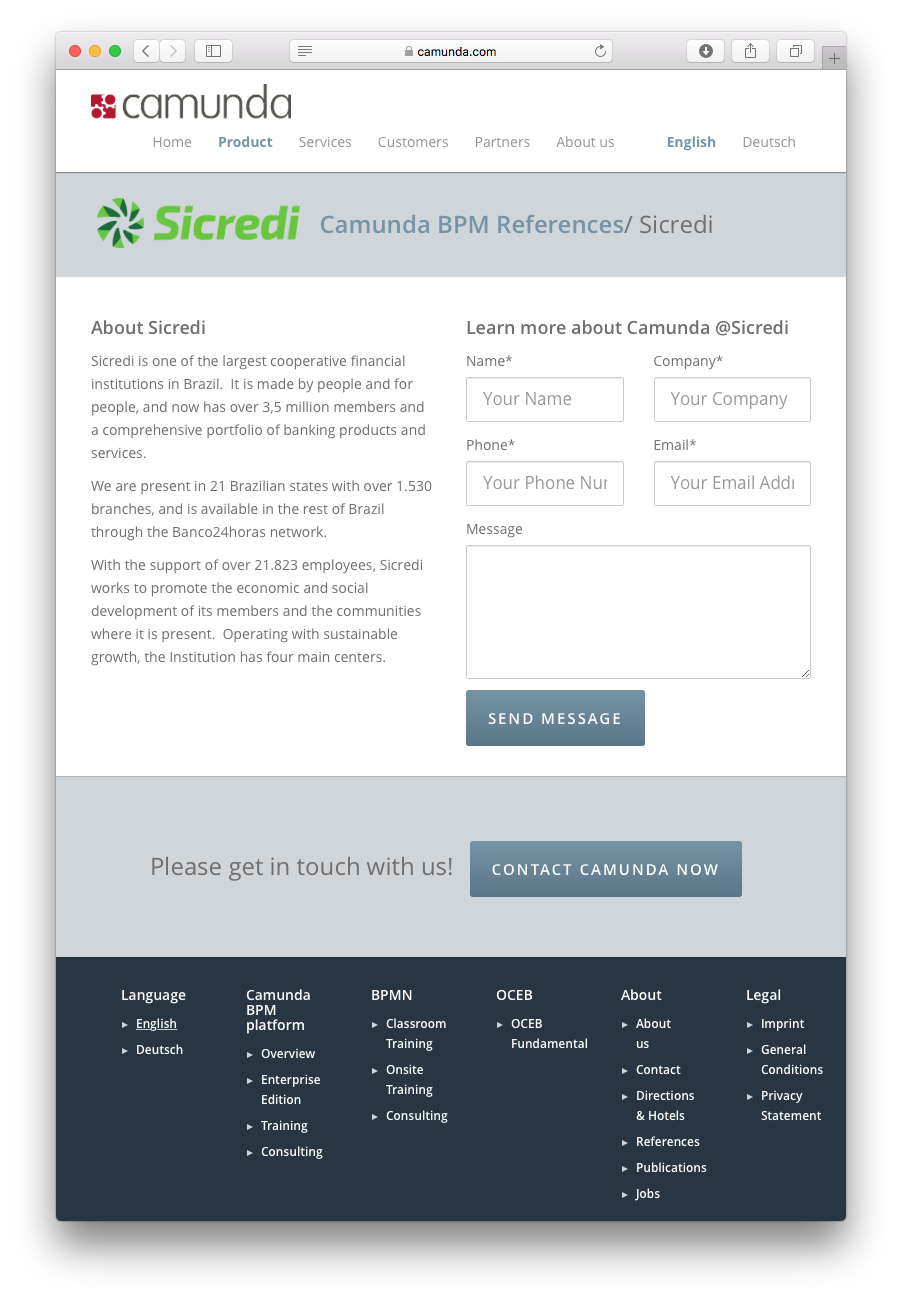 camunda.com
camunda
Home Product Services Customers Partners About us English Deutsch
Sicredi Camunda BPM References/ Sicredi
About Sicredi
Sicredi is one of the largest cooperative financial
institutions in Brazil.  It is made by people and for
people, and now has over 3,5 million members and
a comprehensive portfolio of banking products and
services.
We are present in 21 Brazilian states with over 1.530
branches, and is available in the rest of Brazil
through the Banco24horas network.
With the support of over 21.823 employees, Sicredi
works to promote the economic and social
development of its members and the communities
where it is present.  Operating with sustainable
growth, the Institution has four main centers.
Learn more about Camunda @Sicredi
Name* Company*
Your Name Your Company
Phone* Email*
Your Phone Nur Your Email Addı
Message
SEND MESSAGE
Please get in touch with us! CONTACT CAMUNDA NOW
Language
English
Deutsch
Camunda
BPM
platform
Overview
Enterprise
Edition
Training
Consulting
BPMN
Classroom
Training
Onsite
Training
Consulting
OCEB
OCEB
Fundamental
About
About
us
Contact
Directions
& Hotels
References
Publications
Jobs
Legal
Imprint
General
Conditions
Privacy
Statement